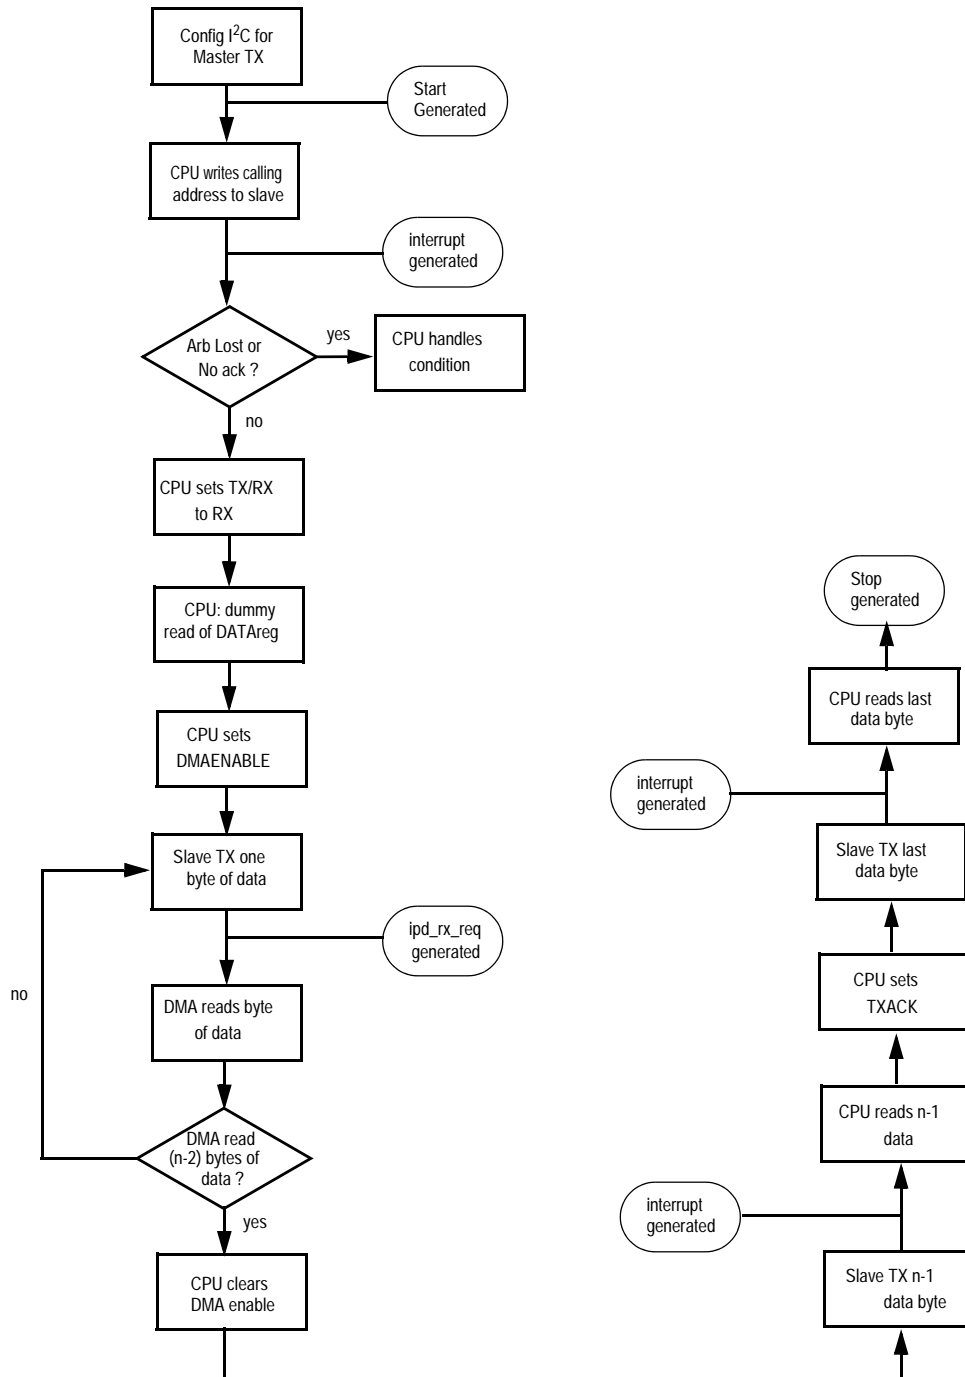 Config I²C for
Master TX
Start
Generated
CPU writes calling
address to slave
interrupt
generated
Arb Lost or
No ack ?
yes
CPU handles
condition
no
CPU sets TX/RX
to RX
CPU: dummy
read of DATAreg
CPU sets
DMAENABLE
Slave TX one
byte of data
ipd_rx_req
generated
no
DMA reads byte
of data
DMA read
(n-2) bytes of
data ?
yes
CPU clears
DMA enable
Stop
generated
CPU reads last
data byte
interrupt
generated
Slave TX last
data byte
CPU sets
TXACK
CPU reads n-1
data
interrupt
generated
Slave TX n-1
data byte